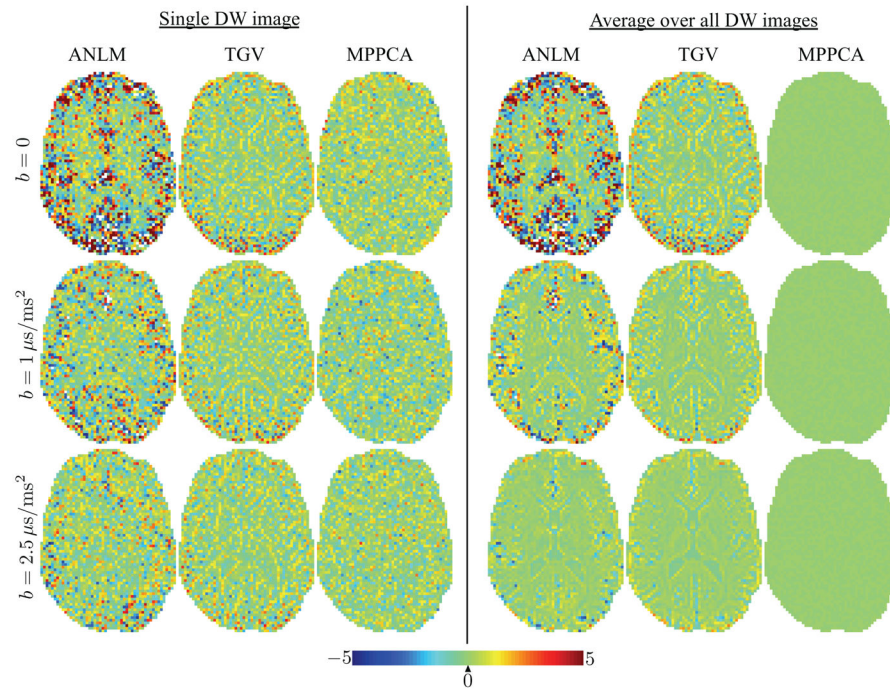 Single DW image
Average over all DW images
ANLM TGV MPPCA ANLM TGV MPPCA
b = 0
b = 1 μs/ms²
b = 2.5 μs/ms²
−5 5
0